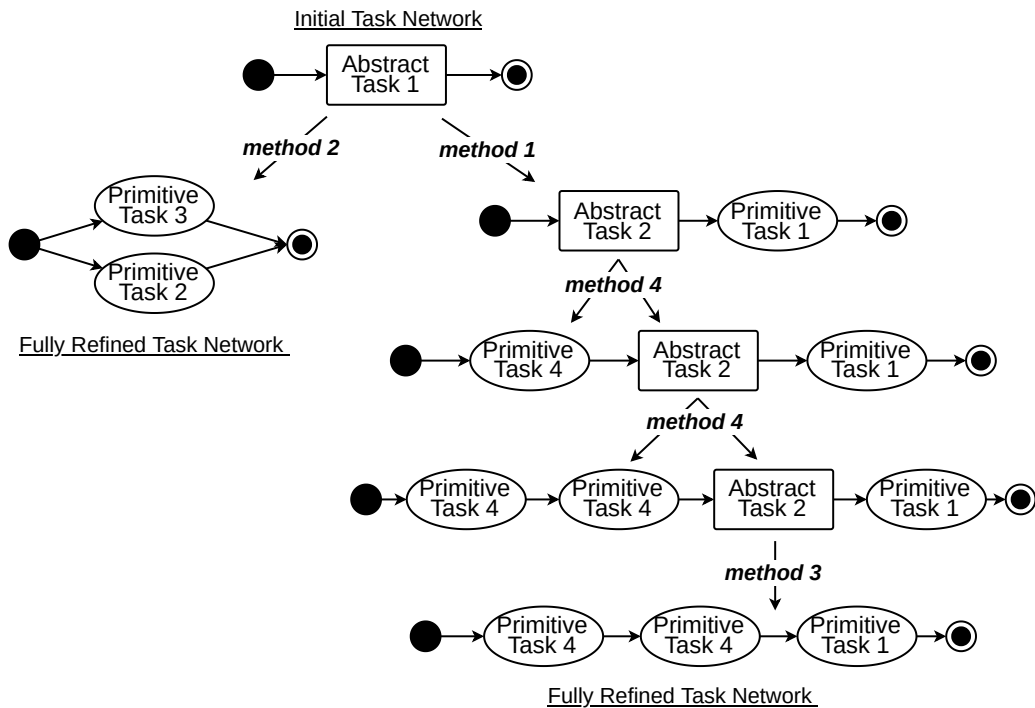 Initial Task Network
Abstract
Task 1
method 2
method 1
Primitive
Task 3
Primitive
Task 2
Fully Refined Task Network
Abstract
Task 2
Primitive
Task 1
method 4
Primitive
Task 4
Abstract
Task 2
Primitive
Task 1
method 4
Primitive
Task 4
Primitive
Task 4
Abstract
Task 2
Primitive
Task 1
method 3
Primitive
Task 4
Primitive
Task 4
Primitive
Task 1
Fully Refined Task Network